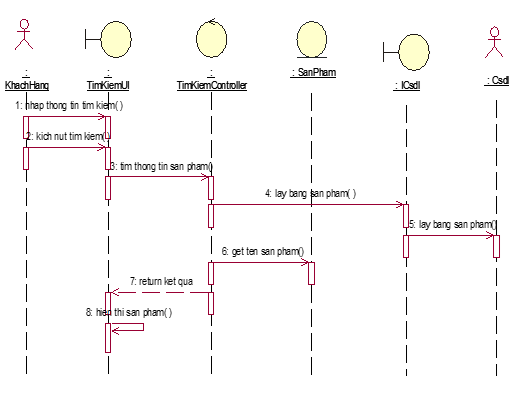 :
KhachHang
:
TimKiemUI
:
TimKiemController
: SanPham
: ICsdl
: Csdl
1: nhap thong tin tim kiem( )
2: kich nut tim kiem()
3: tim thong tin san pham()
4: lay bang san pham( )
5: lay bang san pham()
6: get ten san pham()
7: return ket qua
8: hien thi san pham( )